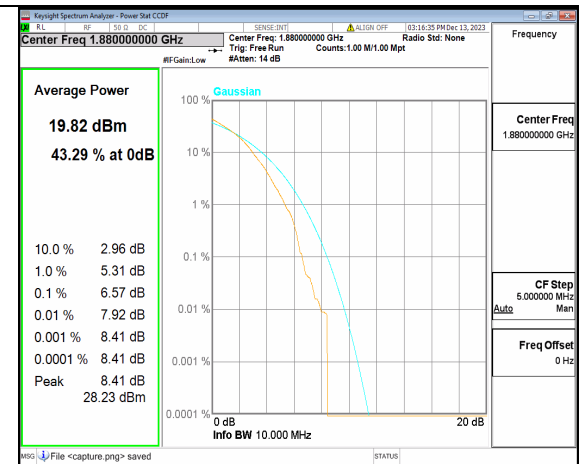 Keysight Spectrum Analyzer - Power Stat CCDF
RL RF 50 Ω DC SENSE:INT ALIGN OFF 03:16:35 PM Dec 13, 2023
Center Freq 1.880000000 GHz
Center Freq: 1.880000000 GHz Radio Std: None
Trig: Free Run Counts:1.00 M/1.00 Mpt
#IFGain:Low #Atten: 14 dB
Frequency
Average Power
19.82 dBm
43.29 % at 0dB
10.0 % 2.96 dB
1.0 % 5.31 dB
0.1 % 6.57 dB
0.01 % 7.92 dB
0.001 % 8.41 dB
0.0001 % 8.41 dB
Peak 8.41 dB
28.23 dBm
Gaussian
100 %
10 %
1 %
0.1 %
0.01 %
0.001 %
0.0001 %
0 dB 20 dB
Info BW 10.000 MHz
Center Freq
1.880000000 GHz
CF Step
5.000000 MHz
Auto Man
Freq Offset
0 Hz
MSG File <capture.png> saved STATUS